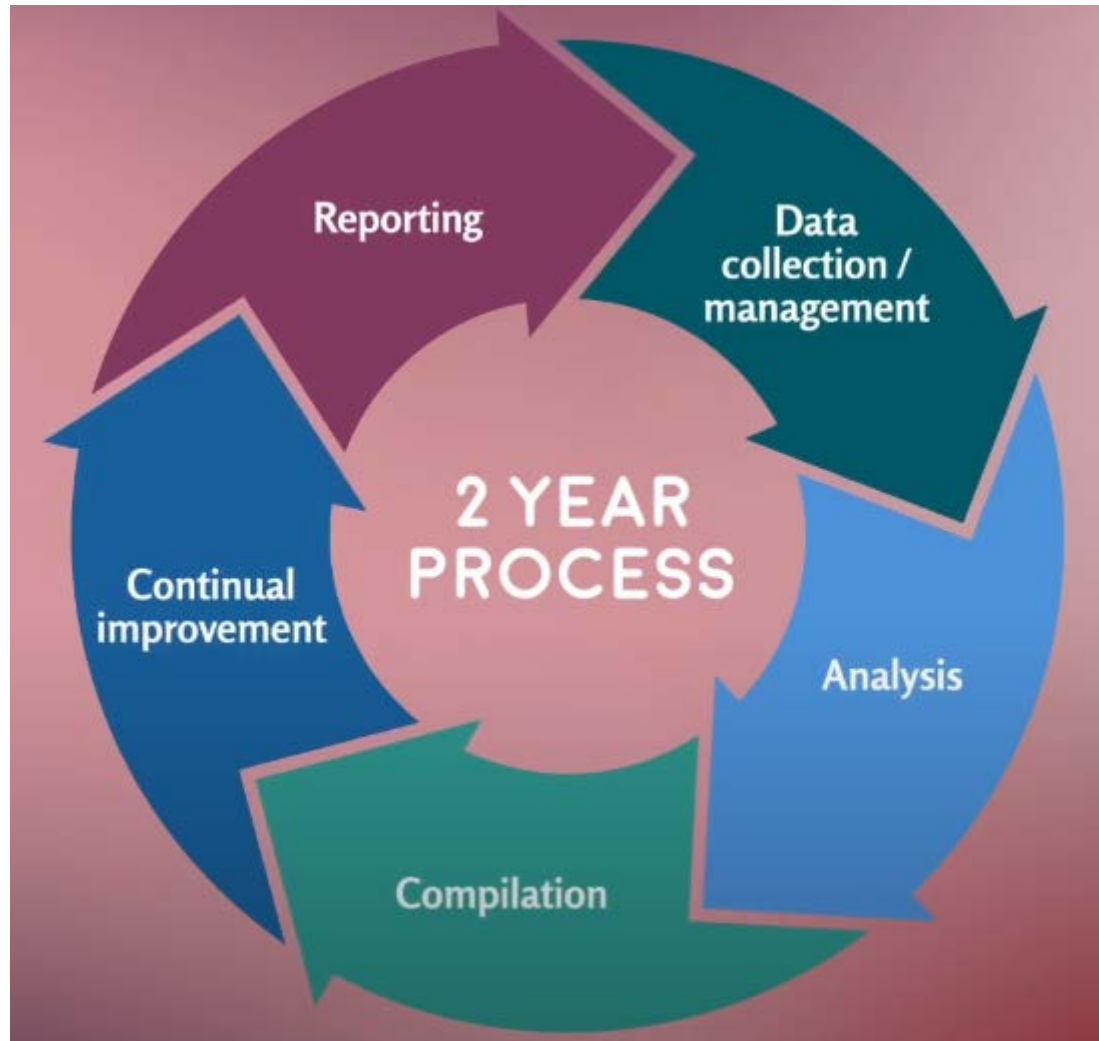 Reporting
Data
collection /
management
2 YEAR
PROCESS
Continual
improvement
Analysis
Compilation